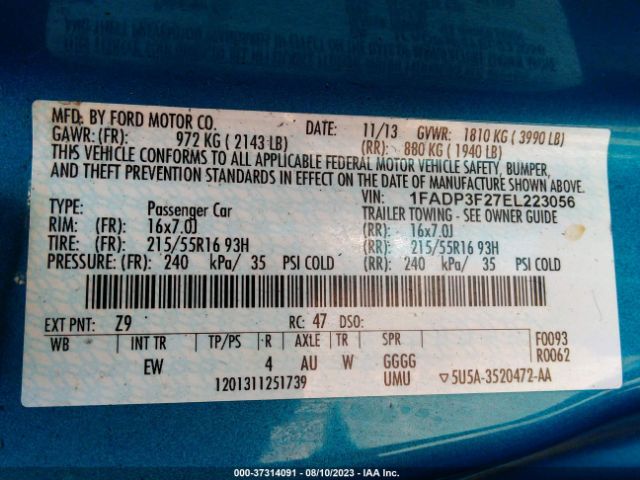 MFD. BY FORD MOTOR CO. DATE: 11/13 GVWR: 1810 KG ( 3990 LB)
GAWR: (FR): 972 KG ( 2143 LB) (RR): 880 KG ( 1940 LB)
THIS VEHICLE CONFORMS TO ALL APPLICABLE FEDERAL MOTOR VEHICLE SAFETY, BUMPER,
AND THEFT PREVENTION STANDARDS IN EFFECT ON THE DATE OF MANUFACTURE SHOWN ABOVE.
VIN: 1FADP3F27EL223056
TYPE: Passenger Car TRAILER TOWING - SEE OWNER GUIDE
RIM: (FR): 16x7.0J (RR): 16x7.0J
TIRE: (FR): 215/55R16 93H (RR): 215/55R16 93H
PRESSURE: (FR): 240 kPa/ 35 PSI COLD (RR): 240 kPa/ 35 PSI COLD
EXT PNT: Z9 RC: 47 DSO:
WB INT TR TP/PS R AXLE TR SPR F0093
EW 4 AU W GGGG R0062
1201311251739 UMU ▽5U5A-3520472-AA
000-37314091 — 08/10/2023 — IAA Inc.